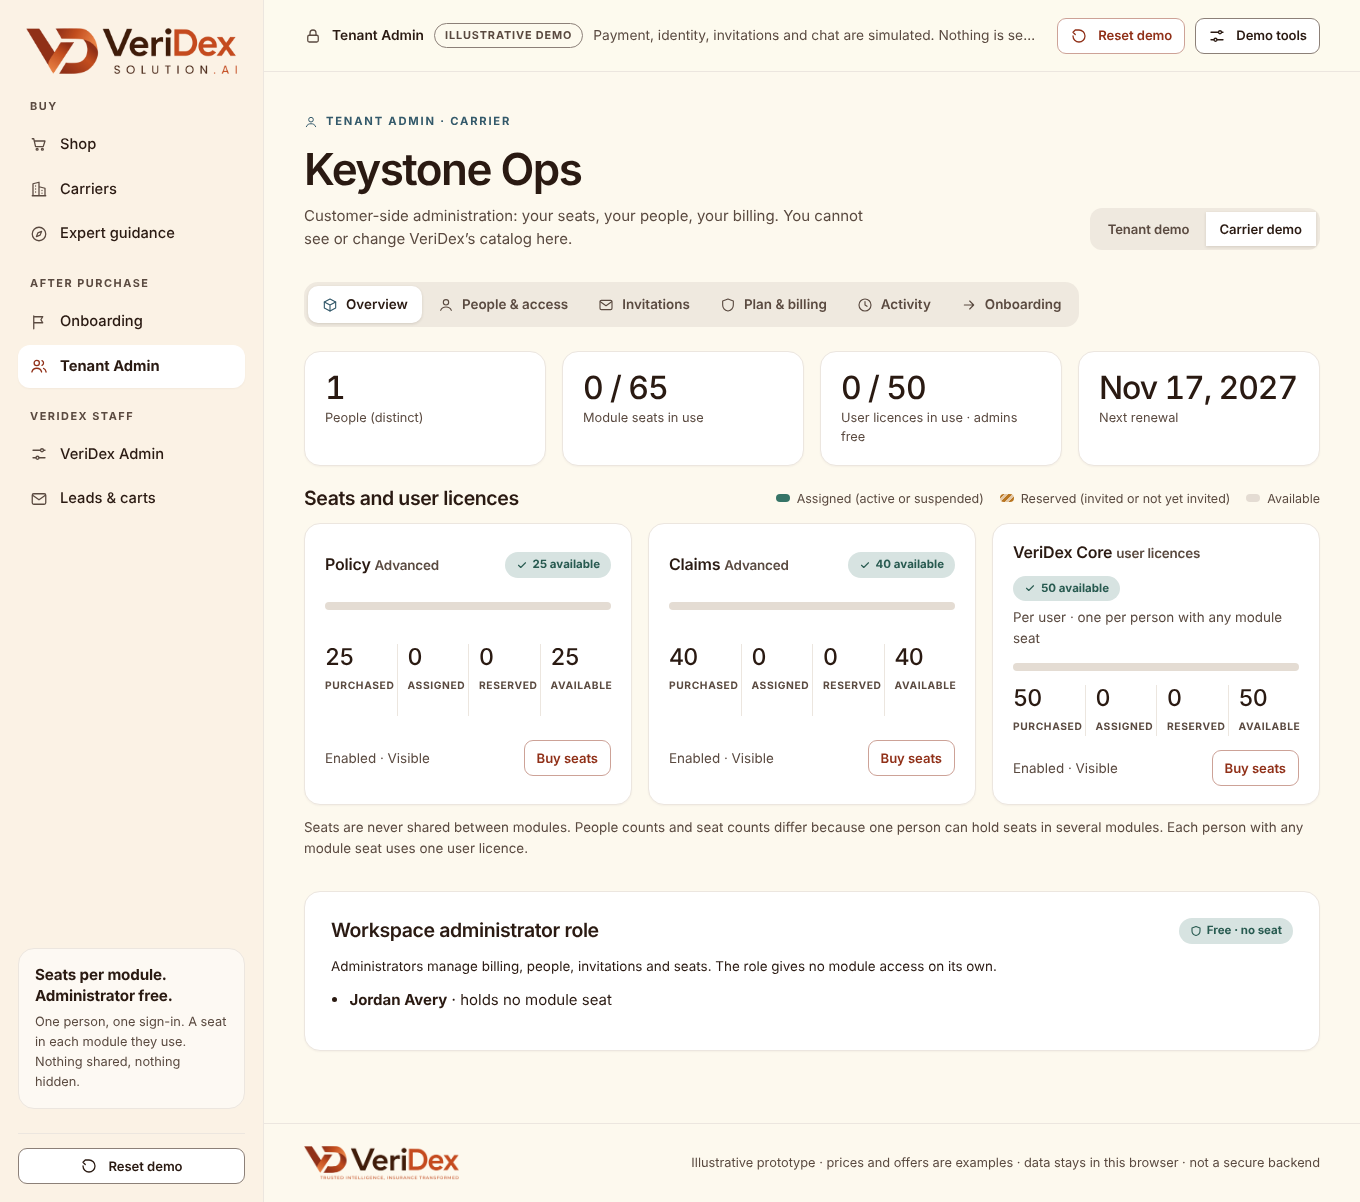 VeriDex
SOLUTION.AI
BUY
Shop
Carriers
Expert guidance
AFTER PURCHASE
Onboarding
Tenant Admin
VERIDEX STAFF
VeriDex Admin
Leads & carts
Seats per module.
Administrator free.
One person, one sign-in. A seat
in each module they use.
Nothing shared, nothing
hidden.
Reset demo
Tenant Admin
ILLUSTRATIVE DEMO
Payment, identity, invitations and chat are simulated. Nothing is se...
Reset demo
Demo tools
TENANT ADMIN · CARRIER
Keystone Ops
Customer-side administration: your seats, your people, your billing. You cannot
see or change VeriDex’s catalog here.
Tenant demo
Carrier demo
Overview
People & access
Invitations
Plan & billing
Activity
Onboarding
1
People (distinct)
0 / 65
Module seats in use
0 / 50
User licences in use · admins
free
Nov 17, 2027
Next renewal
Seats and user licences
Assigned (active or suspended)
Reserved (invited or not yet invited)
Available
Policy Advanced
25 available
25 0 0 25
PURCHASED ASSIGNED RESERVED AVAILABLE
Enabled · Visible
Buy seats
Claims Advanced
40 available
40 0 0 40
PURCHASED ASSIGNED RESERVED AVAILABLE
Enabled · Visible
Buy seats
VeriDex Core user licences
50 available
Per user · one per person with any module
seat
50 0 0 50
PURCHASED ASSIGNED RESERVED AVAILABLE
Enabled · Visible
Buy seats
Seats are never shared between modules. People counts and seat counts differ because one person can hold seats in several modules. Each person with any
module seat uses one user licence.
Workspace administrator role
Free · no seat
Administrators manage billing, people, invitations and seats. The role gives no module access on its own.
• Jordan Avery · holds no module seat
VeriDex
TRUSTED INTELLIGENCE, INSURANCE TRANSFORMED
Illustrative prototype · prices and offers are examples · data stays in this browser · not a secure backend